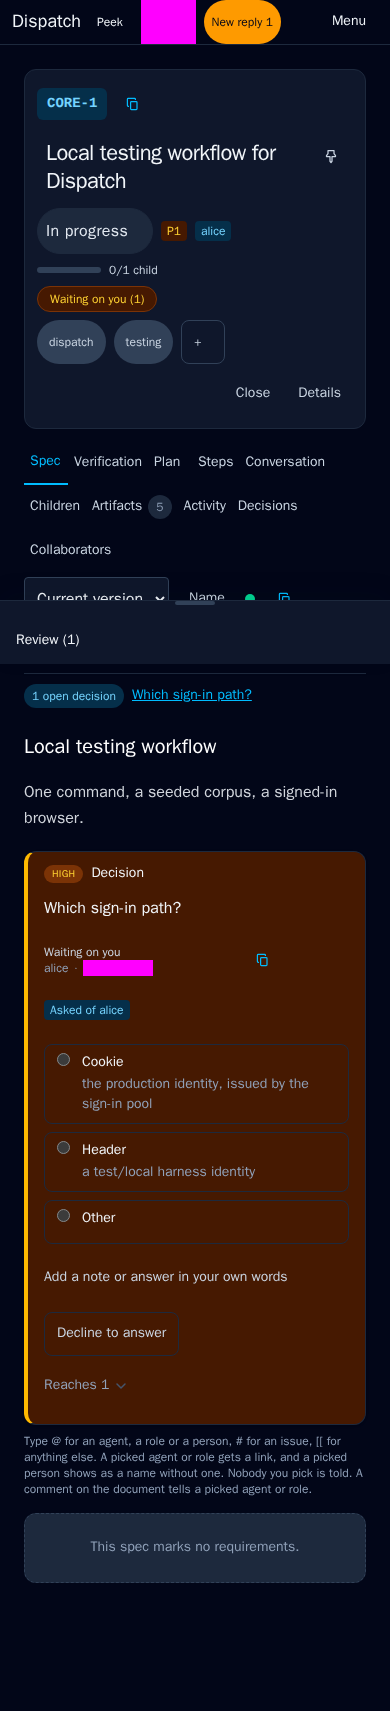 Dispatch Peek New reply 1 Menu
CORE-1
Local testing workflow for
Dispatch
In progress P1 alice
0/1 child
Waiting on you (1)
dispatch testing +
Close Details
Spec Verification Plan Steps Conversation
Children Artifacts 5 Activity Decisions
Collaborators
Current version Name
Review (1)
1 open decision Which sign-in path?
Local testing workflow
One command, a seeded corpus, a signed-in
browser.
HIGH Decision
Which sign-in path?
Waiting on you
alice ·
Asked of alice
Cookie
the production identity, issued by the
sign-in pool
Header
a test/local harness identity
Other
Add a note or answer in your own words
Decline to answer
Reaches 1
Type @ for an agent, a role or a person, # for an issue, [[ for
anything else. A picked agent or role gets a link, and a picked
person shows as a name without one. Nobody you pick is told. A
comment on the document tells a picked agent or role.
This spec marks no requirements.